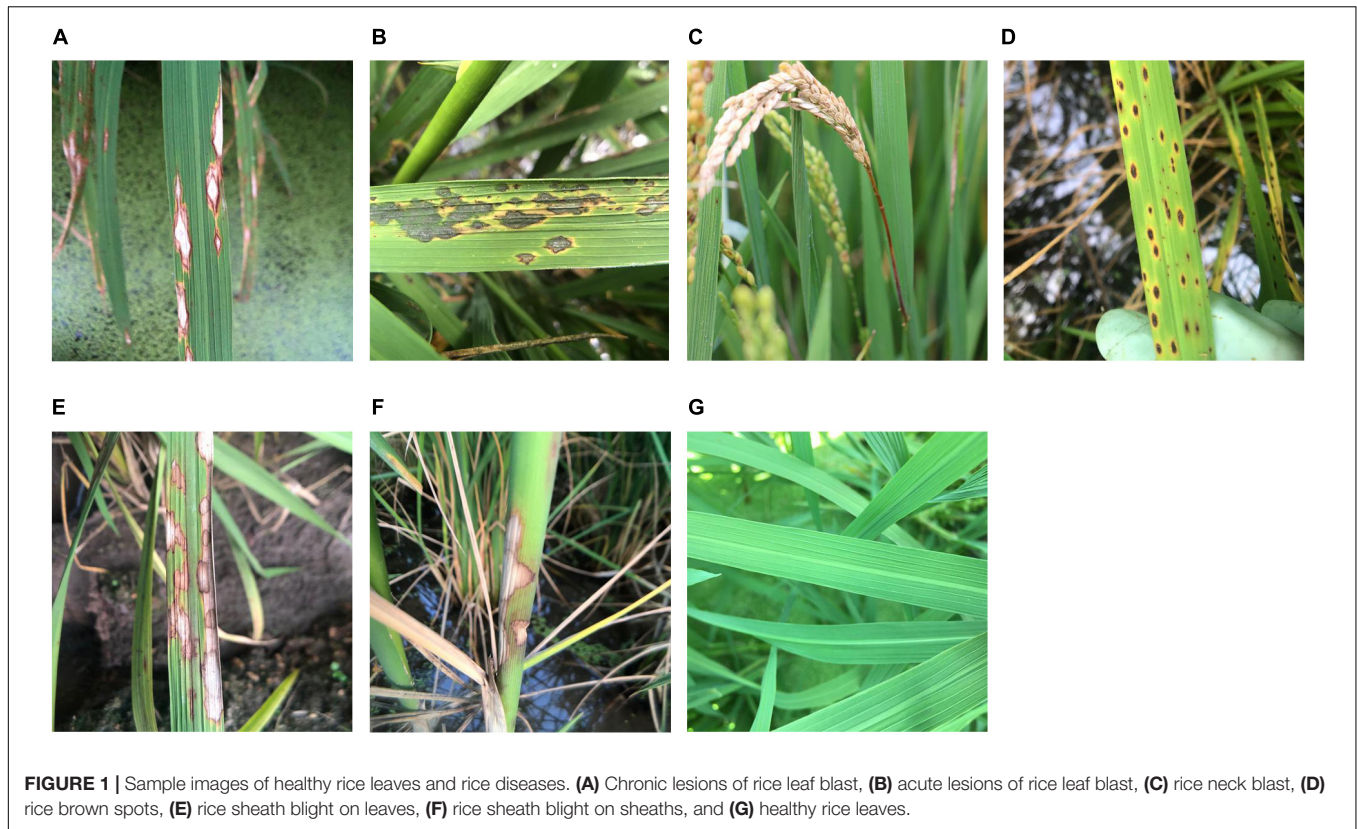 A
B
C
D
E
F
G
FIGURE 1 | Sample images of healthy rice leaves and rice diseases. (A) Chronic lesions of rice leaf blast, (B) acute lesions of rice leaf blast, (C) rice neck blast, (D)
rice brown spots, (E) rice sheath blight on leaves, (F) rice sheath blight on sheaths, and (G) healthy rice leaves.